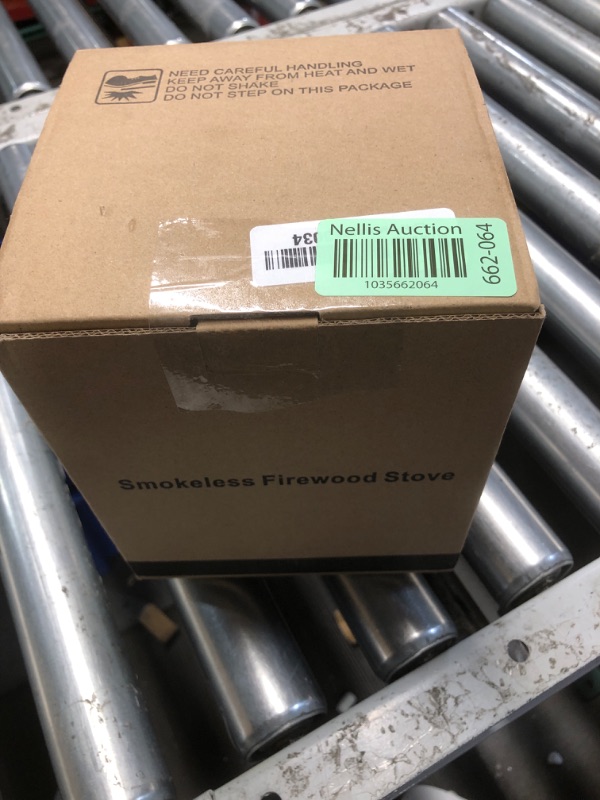 NEED CAREFUL HANDLING
KEEP AWAY FROM HEAT AND WET
DO NOT SHAKE
DO NOT STEP ON THIS PACKAGE
034
Nellis Auction
1035662064
662-064
Smokeless Firewood Stove